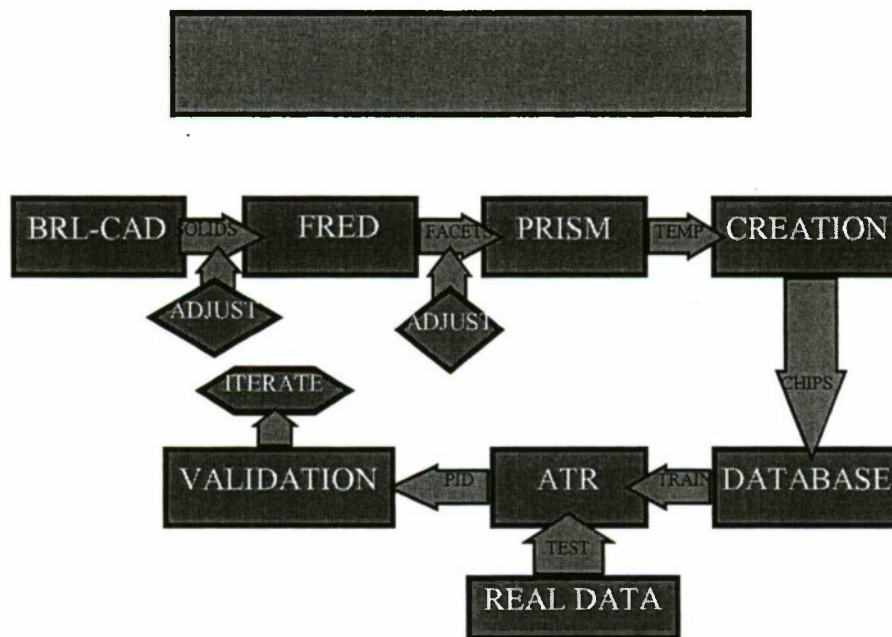 BRL-CAD SOLIDS FRED FACETS PRISM TEMP CREATION
ADJUST ADJUST
ITERATE CHIPS
VALIDATION PID ATR TRAIN DATABASE
TEST
REAL DATA